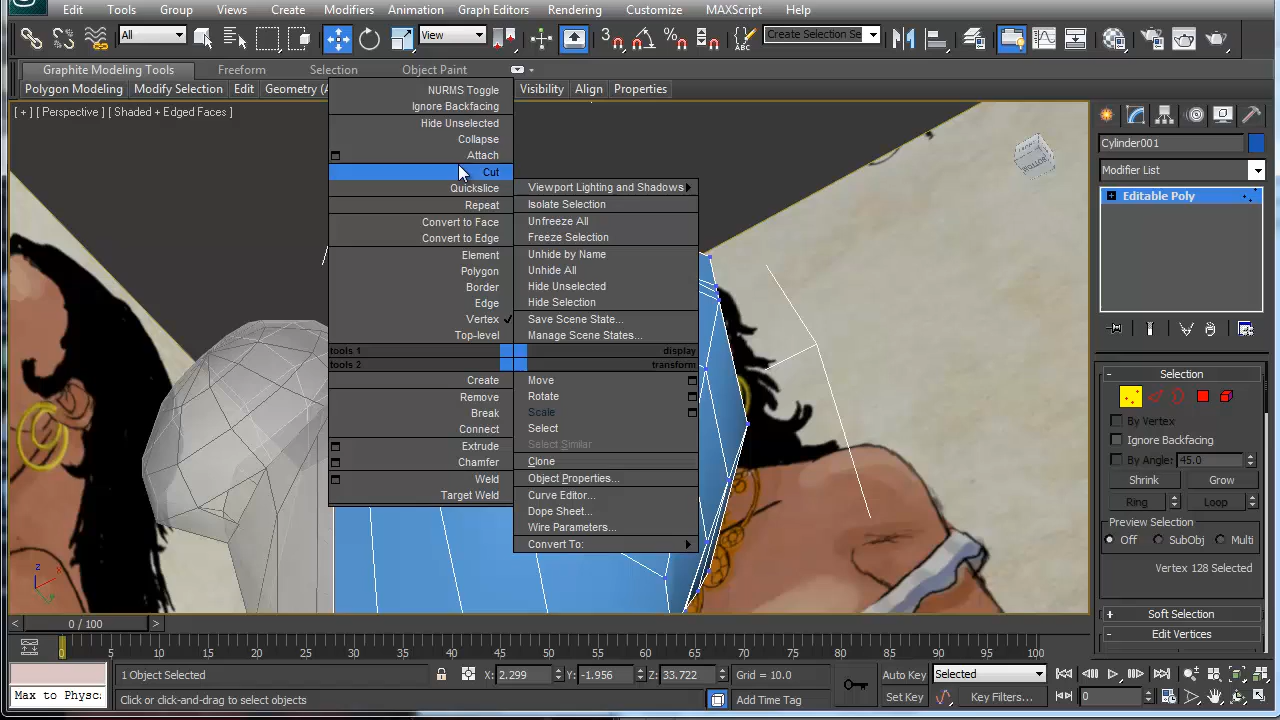 Edit Tools Group Views Create Modifiers Animation Graph Editors Rendering Customize MAXScript Help
All View 3 Create Selection Se
Graphite Modeling Tools Freeform Selection Object Paint
Polygon Modeling Modify Selection Edit Geometry (A Visibility Align Properties
[ + ] [ Perspective ] [ Shaded + Edged Faces ]
NURMS Toggle
Ignore Backfacing
Hide Unselected
Collapse
Attach
Cut
Quickslice
Repeat
Convert to Face
Convert to Edge
Element
Polygon
Border
Edge
Vertex
Top-level
tools 1
tools 2
Create
Remove
Break
Connect
Extrude
Chamfer
Weld
Target Weld
Viewport Lighting and Shadows
Isolate Selection
Unfreeze All
Freeze Selection
Unhide by Name
Unhide All
Hide Unselected
Hide Selection
Save Scene State...
Manage Scene States...
display
transform
Move
Rotate
Scale
Select
Select Similar
Clone
Object Properties...
Curve Editor...
Dope Sheet...
Wire Parameters...
Convert To:
BOTTOM
Cylinder001
Modifier List
Editable Poly
Selection
By Vertex
Ignore Backfacing
By Angle: 45.0
Shrink Grow
Ring Loop
Preview Selection
Off SubObj Multi
Vertex 128 Selected
Soft Selection
Edit Vertices
z
x
y
< 0 / 100 >
0 5 10 15 20 25 30 35 40 45 50 55 60 65 70 75 80 85 90 95 100
1 Object Selected X: 2.299 Y: -1.956 Z: 33.722 Grid = 10.0 Auto Key Selected
Max to Physc Click or click-and-drag to select objects Add Time Tag Set Key Key Filters... 0